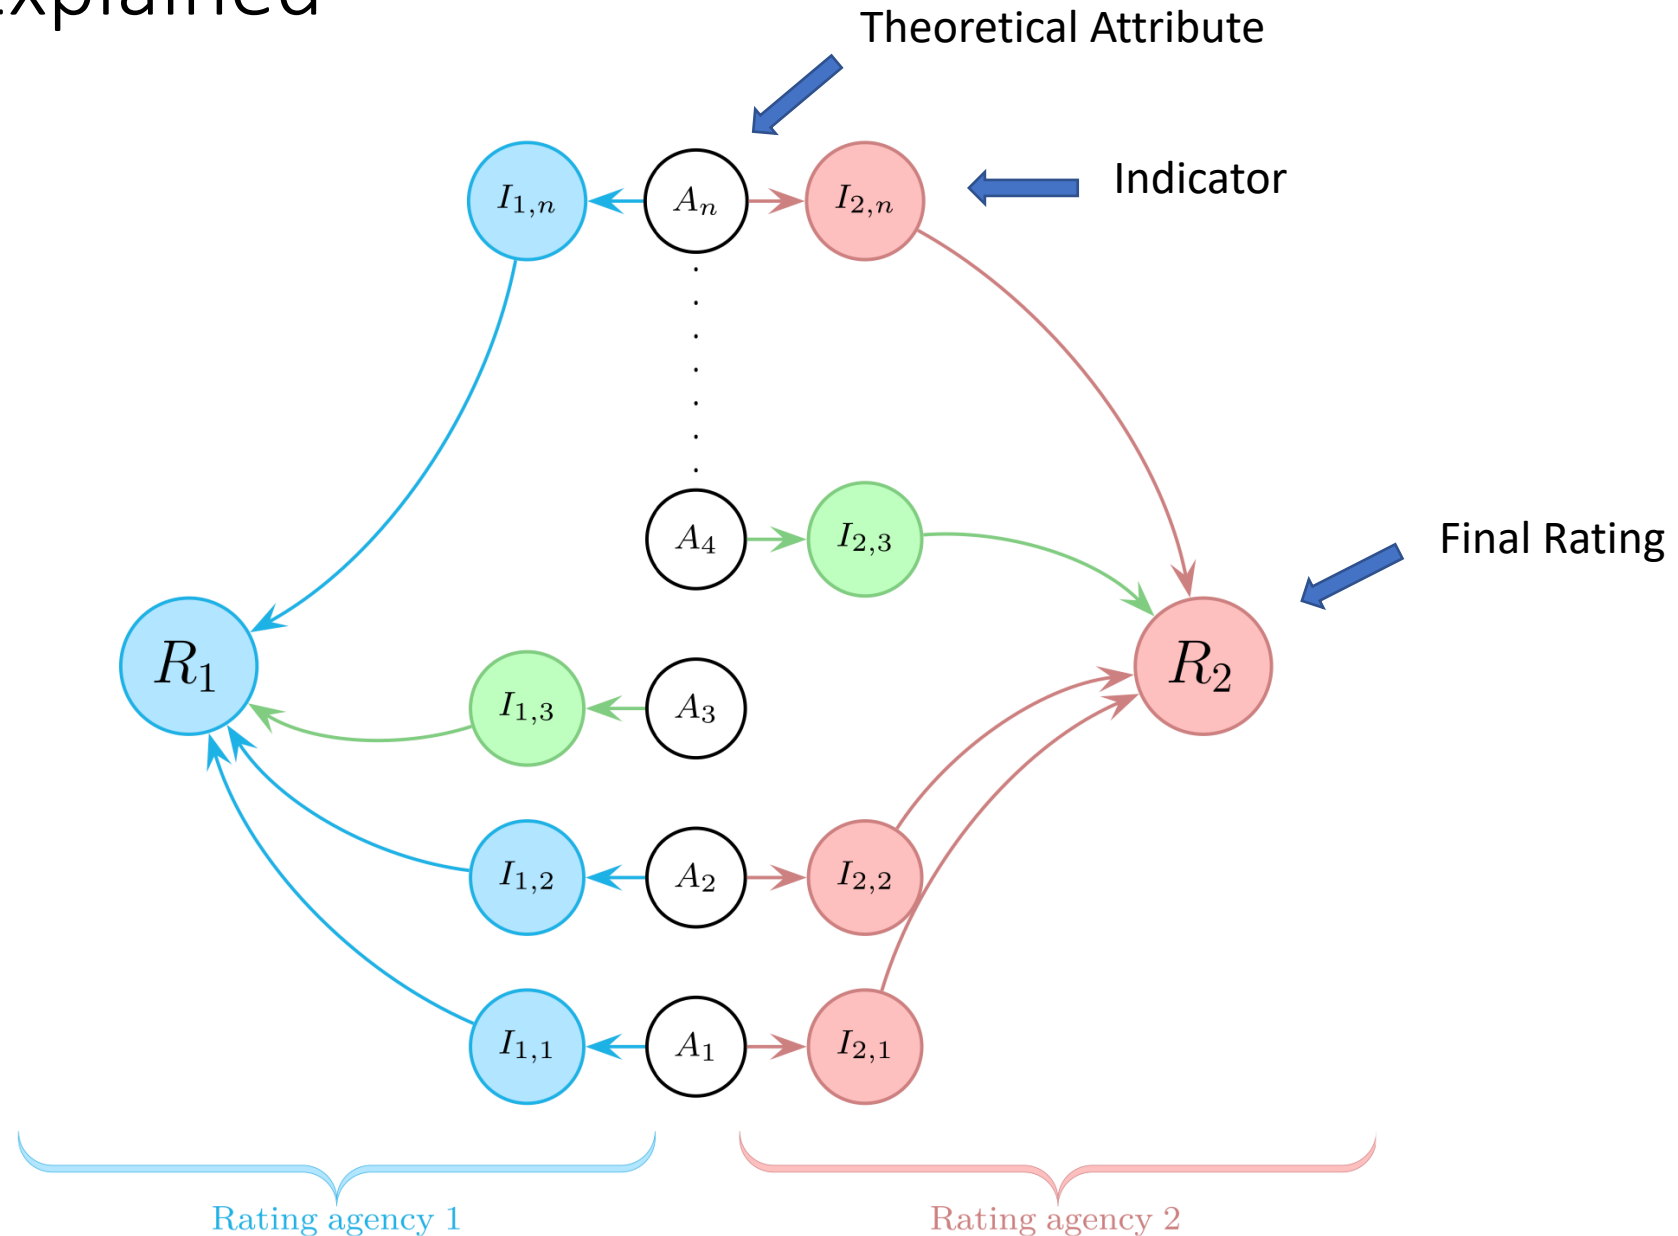 Theoretical Attribute
I1,n
An
I2,n
Indicator
A4
I2,3
Final Rating
R1
R2
I1,3
A3
I1,2
A2
I2,2
I1,1
A1
I2,1
Rating agency 1
Rating agency 2